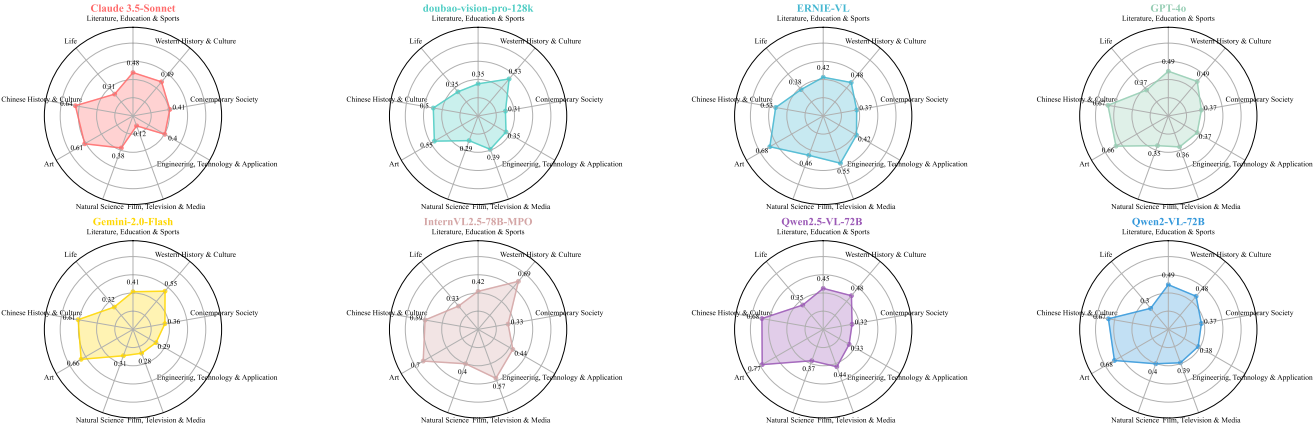 Claude 3.5-Sonnet
Literature, Education & Sports
Life
Western History & Culture
0.48
0.49
0.31
Chinese History & Culture
0.41
Contemporary Society
0.12
0.4
0.61
0.38
Art
Engineering, Technology & Application
Natural Science
Film, Television & Media
doubao-vision-pro-128k
Literature, Education & Sports
Life
Western History & Culture
0.35
0.53
0.35
Chinese History & Culture
0.5
0.31
Contemporary Society
0.35
0.55
0.29
0.39
Art
Engineering, Technology & Application
Natural Science
Film, Television & Media
ERNIE-VL
Literature, Education & Sports
Life
Western History & Culture
0.42
0.48
0.38
Chinese History & Culture
0.53
0.37
Contemporary Society
0.42
0.68
0.46
0.55
Art
Engineering, Technology & Application
Natural Science
Film, Television & Media
GPT-4o
Literature, Education & Sports
Life
Western History & Culture
0.49
0.49
0.37
Chinese History & Culture
0.67
0.37
Contemporary Society
0.37
0.66
0.35
0.36
Art
Engineering, Technology & Application
Natural Science
Film, Television & Media
Gemini-2.0-Flash
Literature, Education & Sports
Life
Western History & Culture
0.41
0.55
0.32
Chinese History & Culture
0.61
0.36
Contemporary Society
0.29
0.66
0.31
0.28
Art
Engineering, Technology & Application
Natural Science
Film, Television & Media
InternVL2.5-78B-MPO
Literature, Education & Sports
Life
Western History & Culture
0.42
0.69
0.33
Chinese History & Culture
0.59
0.33
Contemporary Society
0.44
0.7
0.4
0.57
Art
Engineering, Technology & Application
Natural Science
Film, Television & Media
Qwen2.5-VL-72B
Literature, Education & Sports
Life
Western History & Culture
0.45
0.48
0.35
Chinese History & Culture
0.68
0.32
Contemporary Society
0.33
0.77
0.37
0.44
Art
Engineering, Technology & Application
Natural Science
Film, Television & Media
Qwen2-VL-72B
Literature, Education & Sports
Life
Western History & Culture
0.49
0.48
0.3
Chinese History & Culture
0.67
0.37
Contemporary Society
0.38
0.68
0.4
0.39
Art
Engineering, Technology & Application
Natural Science
Film, Television & Media